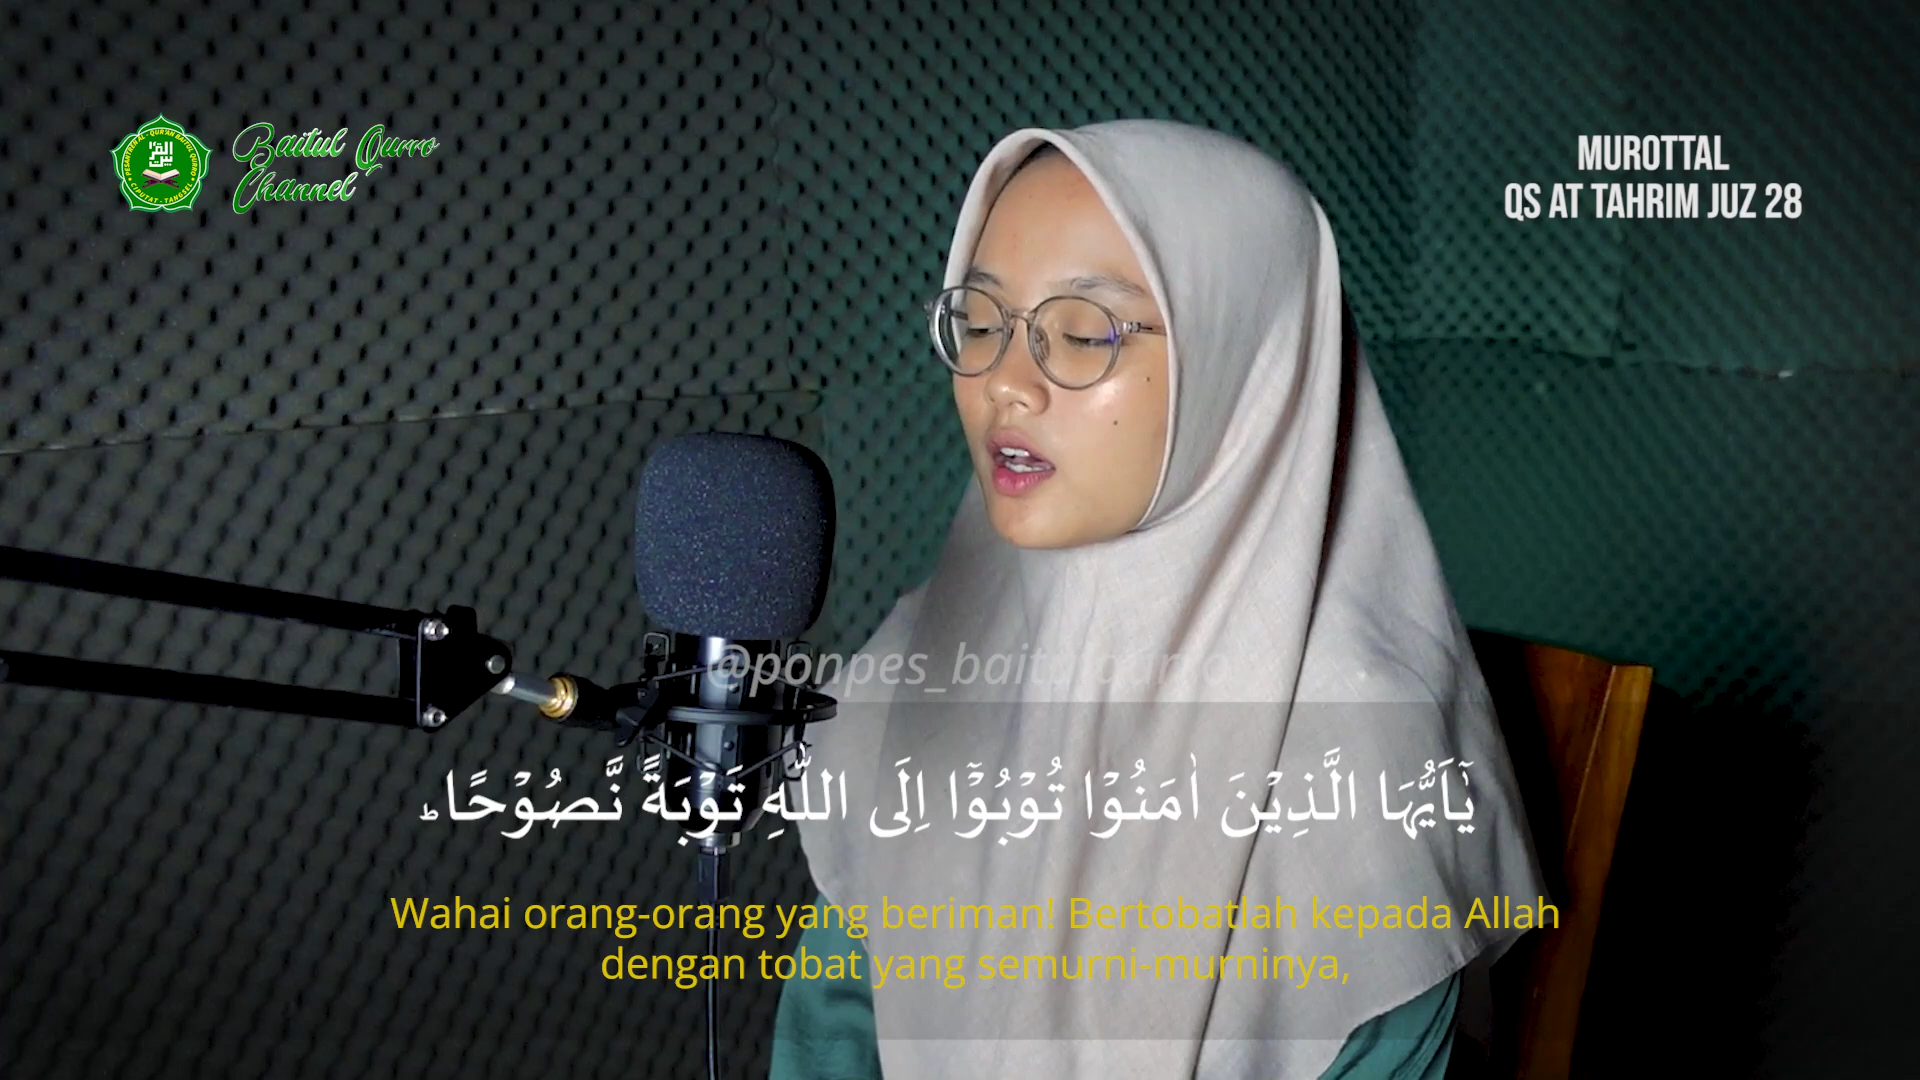 Baitul Qurro
Channel
MUROTTAL
QS AT TAHRIM JUZ 28
@ponpes_baitulqurro
يٰٓاَيُّهَا الَّذِيْنَ اٰمَنُوْا تُوْبُوْٓا اِلَى اللّٰهِ تَوْبَةً نَّصُوْحًاۗ
Wahai orang-orang yang beriman! Bertobatlah kepada Allah
dengan tobat yang semurni-murninya,